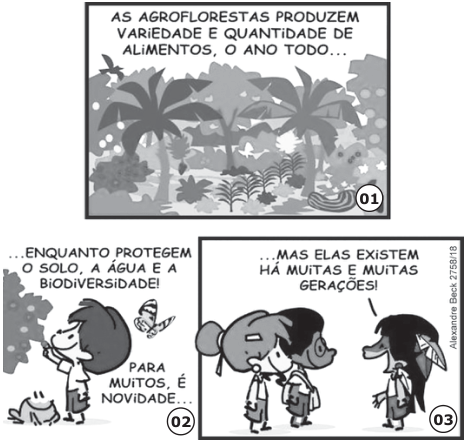 AS AGROFLORESTAS PRODUZEM
VARIEDADE E QUANTIDADE DE
ALIMENTOS, O ANO TODO...
01
...ENQUANTO PROTEGEM
O SOLO, A ÁGUA E A
BIODIVERSIDADE!
PARA
MUITOS, É
NOVIDADE...
02
...MAS ELAS EXISTEM
HÁ MUITAS E MUITAS
GERAÇÕES!
Alexandre Beck 2758/18
03